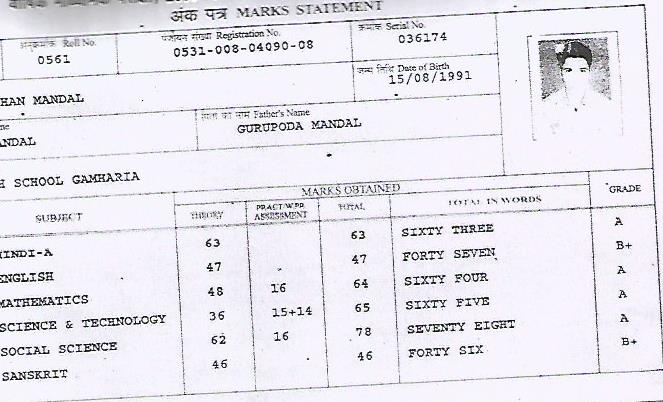 अंक पत्र MARKS STATEMENT
अनुक्रमांक Roll No.
0561
पंजीयन संख्या Registration No.
0531-008-04090-08
क्रमांक Serial No.
036174
जन्म तिथि Date of Birth
15/08/1991
HAN MANDAL
me
पिता का नाम Father's Name
NDAL
GURUPODA MANDAL
H SCHOOL GAMHARIA
MARKS OBTAINED
SUBJECT THEORY PRACT/W.PR. ASSESSMENT TOTAL TOTAL IN WORDS GRADE
HINDI-A 63 63 SIXTY THREE A
ENGLISH 47 47 FORTY SEVEN B+
MATHEMATICS 48 16 64 SIXTY FOUR A
SCIENCE & TECHNOLOGY 36 15+14 65 SIXTY FIVE A
SOCIAL SCIENCE 62 16 78 SEVENTY EIGHT A
SANSKRIT 46 46 FORTY SIX B+